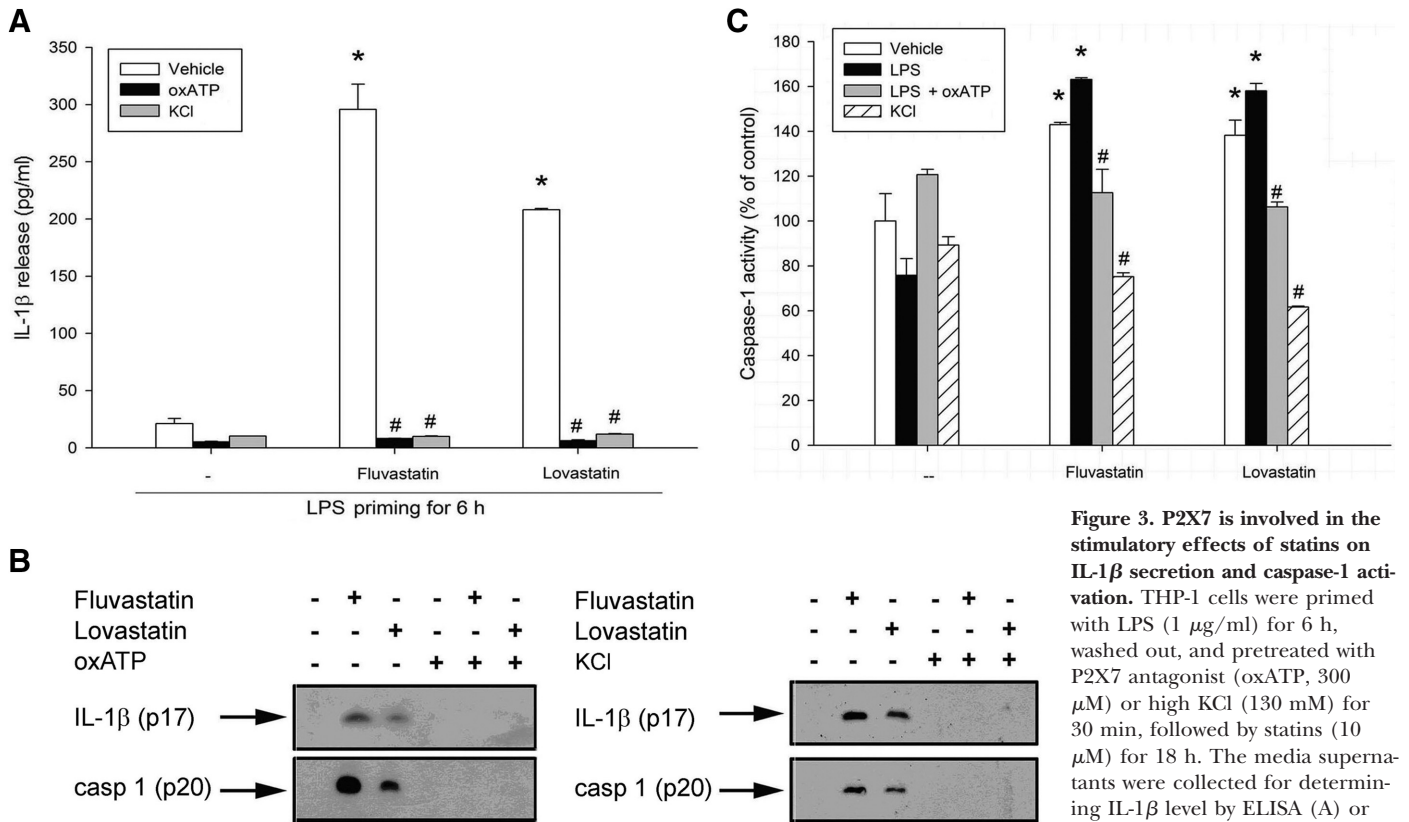 A
350
300
250
200
150
100
50
0
IL-1β release (pg/ml)
Vehicle
oxATP
KCl
*
*
# #
# #
- Fluvastatin Lovastatin
LPS priming for 6 h
C
180
160
140
120
100
80
60
40
20
0
Caspase-1 activity (% of control)
Vehicle
LPS
LPS + oxATP
KCl
* * # #
* * # #
-- Fluvastatin Lovastatin
B
Fluvastatin - + - - + -
Lovastatin - - + - - +
oxATP - - - + + +
IL-1β (p17)
casp 1 (p20)
Fluvastatin - + - - + -
Lovastatin - - + - - +
KCl - - - + + +
IL-1β (p17)
casp 1 (p20)
Figure 3. P2X7 is involved in the
stimulatory effects of statins on
IL-1β secretion and caspase-1 acti-
vation. THP-1 cells were primed
with LPS (1 μg/ml) for 6 h,
washed out, and pretreated with
P2X7 antagonist (oxATP, 300
μM) or high KCl (130 mM) for
30 min, followed by statins (10
μM) for 18 h. The media superna-
tants were collected for determin-
ing IL-1β level by ELISA (A) or